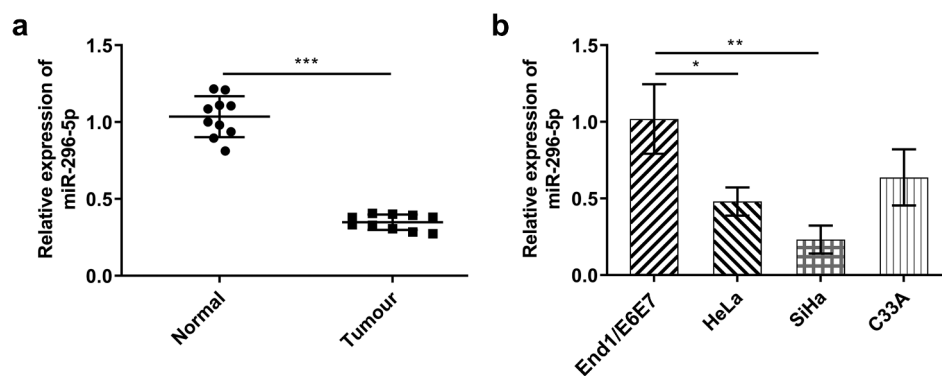 a
Relative expression of
miR-296-5p
1.5
1.0
0.5
0.0
***
Normal
Tumour
b
Relative expression of
miR-296-5p
1.5
1.0
0.5
0.0
**
*
End1/E6E7
HeLa
SiHa
C33A